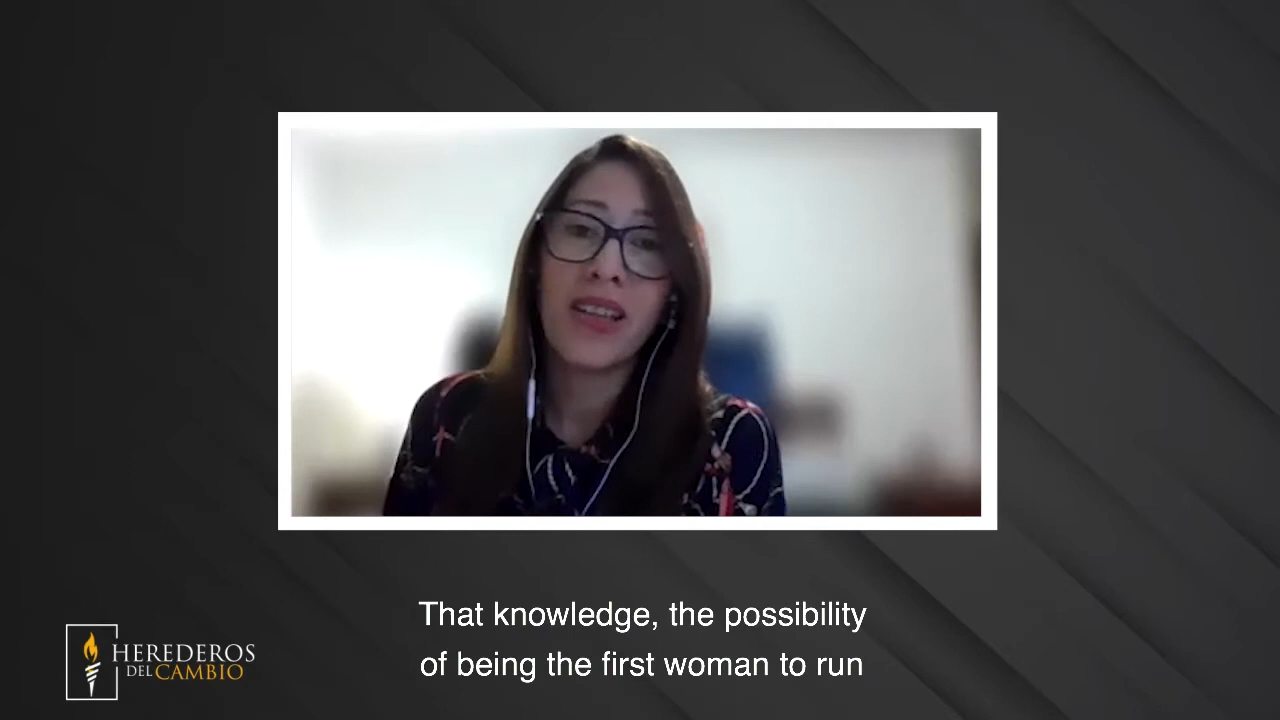 That knowledge, the possibility
of being the first woman to run
HEREDEROS
DEL CAMBIO